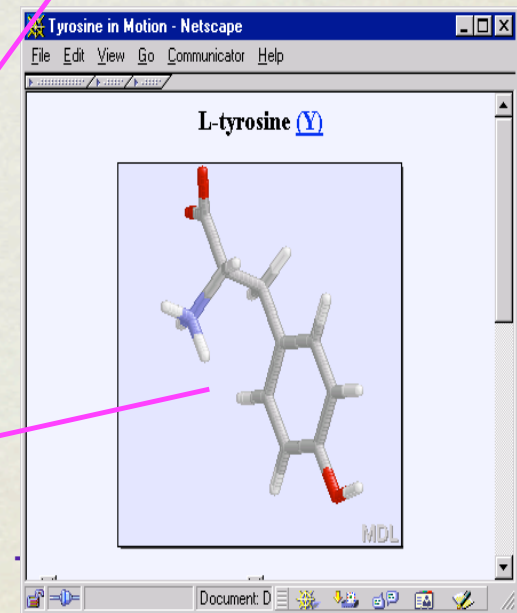 Tyrosine in Motion - Netscape
File Edit View Go Communicator Help
L-tyrosine (Y)
MDL
Document: D